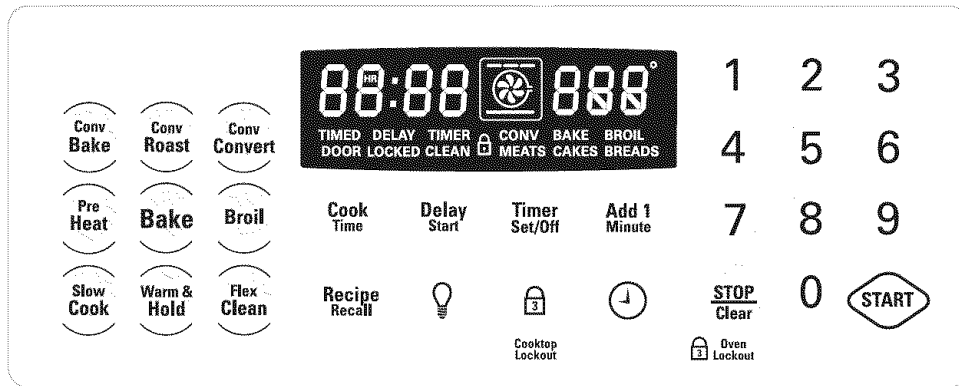 88:88 888°
HR
TIMED DELAY TIMER CONV BAKE BROIL
DOOR LOCKED CLEAN MEATS CAKES BREADS
Conv Bake
Conv Roast
Conv Convert
Pre Heat
Bake
Broil
Slow Cook
Warm & Hold
Flex Clean
Cook Time
Delay Start
Timer Set/Off
Add 1 Minute
Recipe Recall
3
Cooktop Lockout
1 2 3
4 5 6
7 8 9
STOP
Clear
0
START
3
Oven Lockout